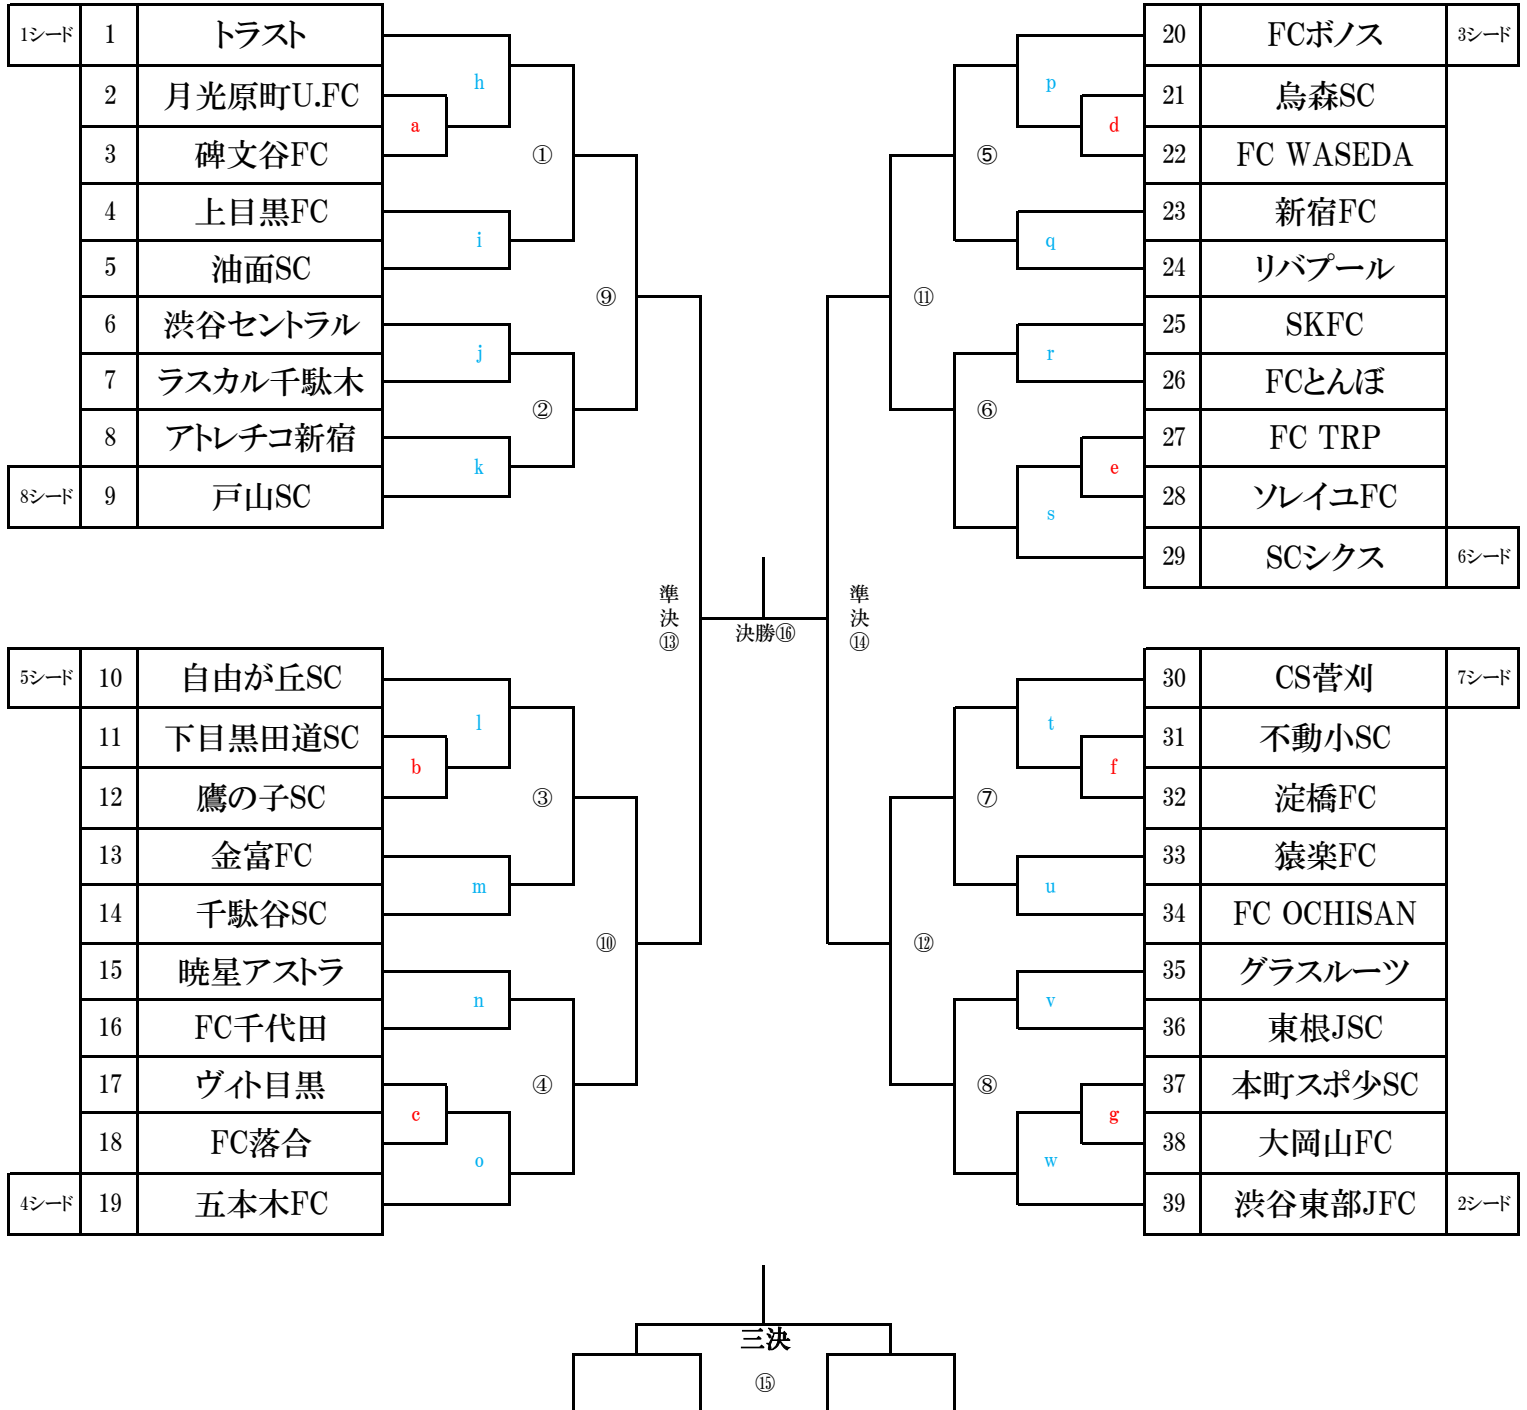 1シード 1 トラスト
2 月光原町U.FC
3 碑文谷FC
4 上目黒FC
5 油面SC
6 渋谷セントラル
7 ラスカル千駄木
8 アトレチコ新宿
8シード 9 戸山SC
h
a
①
i
⑨
j
②
k
5シード 10 自由が丘SC
11 下目黒田道SC
12 鷹の子SC
13 金富FC
14 千駄谷SC
15 暁星アストラ
16 FC千代田
17 ヴィト目黒
18 FC落合
4シード 19 五本木FC
l
b
③
m
⑩
n
④
c
o
準決⑬
決勝⑯
準決⑭
20 FCボノス 3シード
21 烏森SC
22 FC WASEDA
23 新宿FC
24 リバプール
25 SKFC
26 FCとんぼ
27 FC TRP
28 ソレイユFC
29 SCシクス 6シード
p
d
⑤
q
⑪
r
⑥
e
s
30 CS菅刈 7シード
31 不動小SC
32 淀橋FC
33 猿楽FC
34 FC OCHISAN
35 グラスルーツ
36 東根JSC
37 本町スポ少SC
38 大岡山FC
39 渋谷東部JFC 2シード
t
f
⑦
u
⑫
v
⑧
g
w
三決
⑮